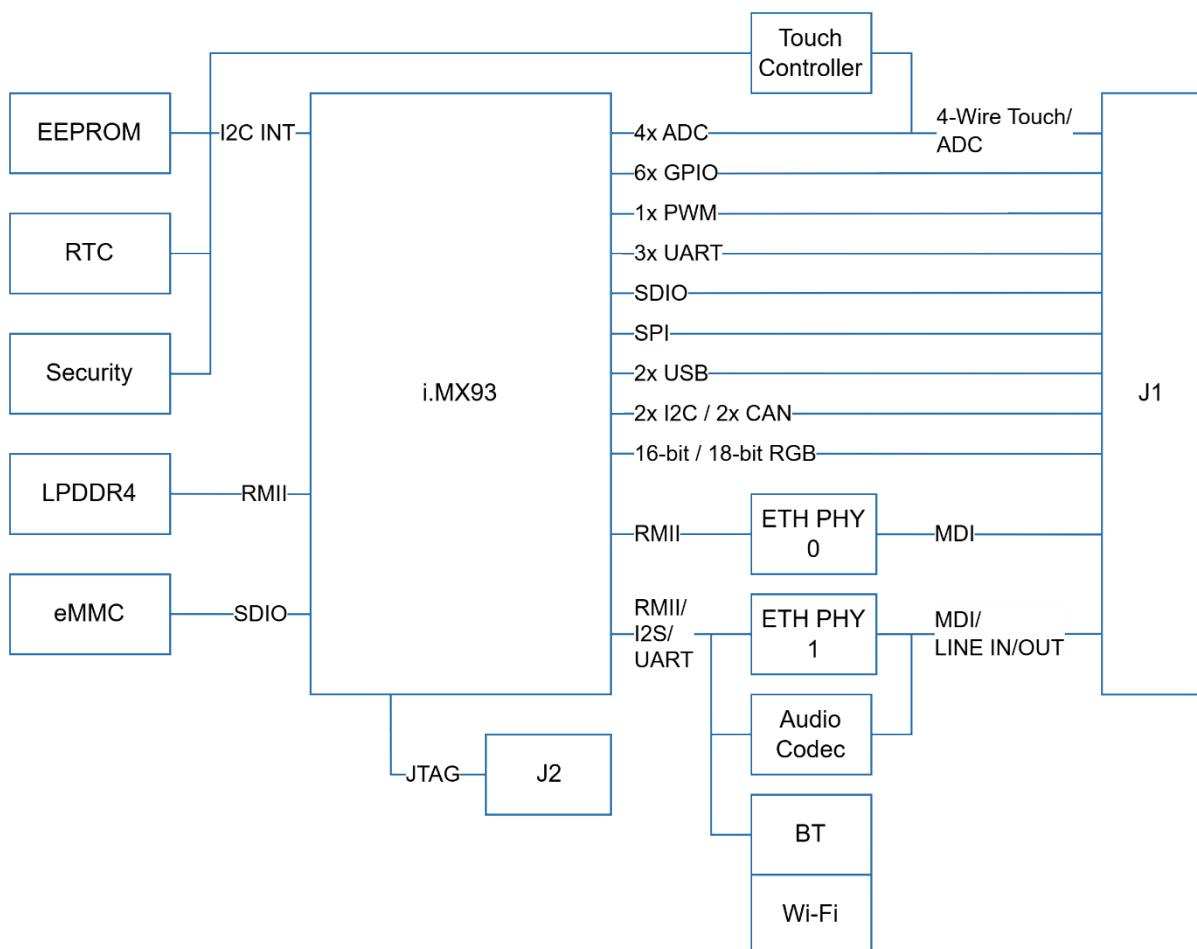 Touch
Controller
EEPROM
I2C INT
4x ADC
4-Wire Touch/
ADC
6x GPIO
1x PWM
RTC
3x UART
SDIO
SPI
Security
i.MX93
2x USB
J1
2x I2C / 2x CAN
16-bit / 18-bit RGB
LPDDR4
RMII
RMII
ETH PHY
0
MDI
eMMC
SDIO
RMII/
I2S/
UART
ETH PHY
1
MDI/
LINE IN/OUT
Audio
Codec
JTAG
J2
BT
Wi-Fi